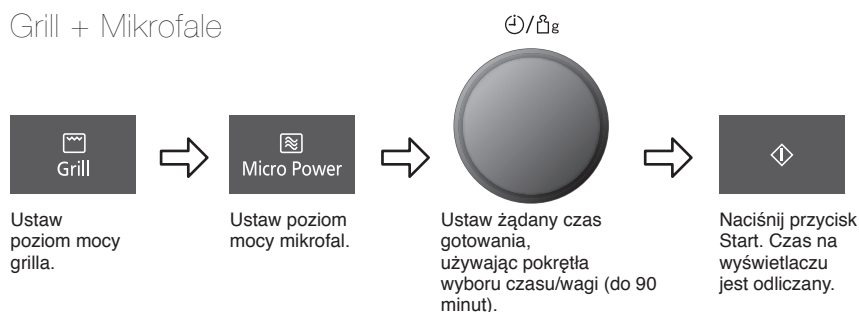 Grill + Mikrofale
g
Grill
Micro Power
Ustaw
poziom mocy
grilla.
Ustaw poziom
mocy mikrofal.
Ustaw żądany czas
gotowania,
używając pokrętła
wyboru czasu/wagi (do 90
minut).
Naciśnij przycisk
Start. Czas na
wyświetlaczu
jest odliczany.